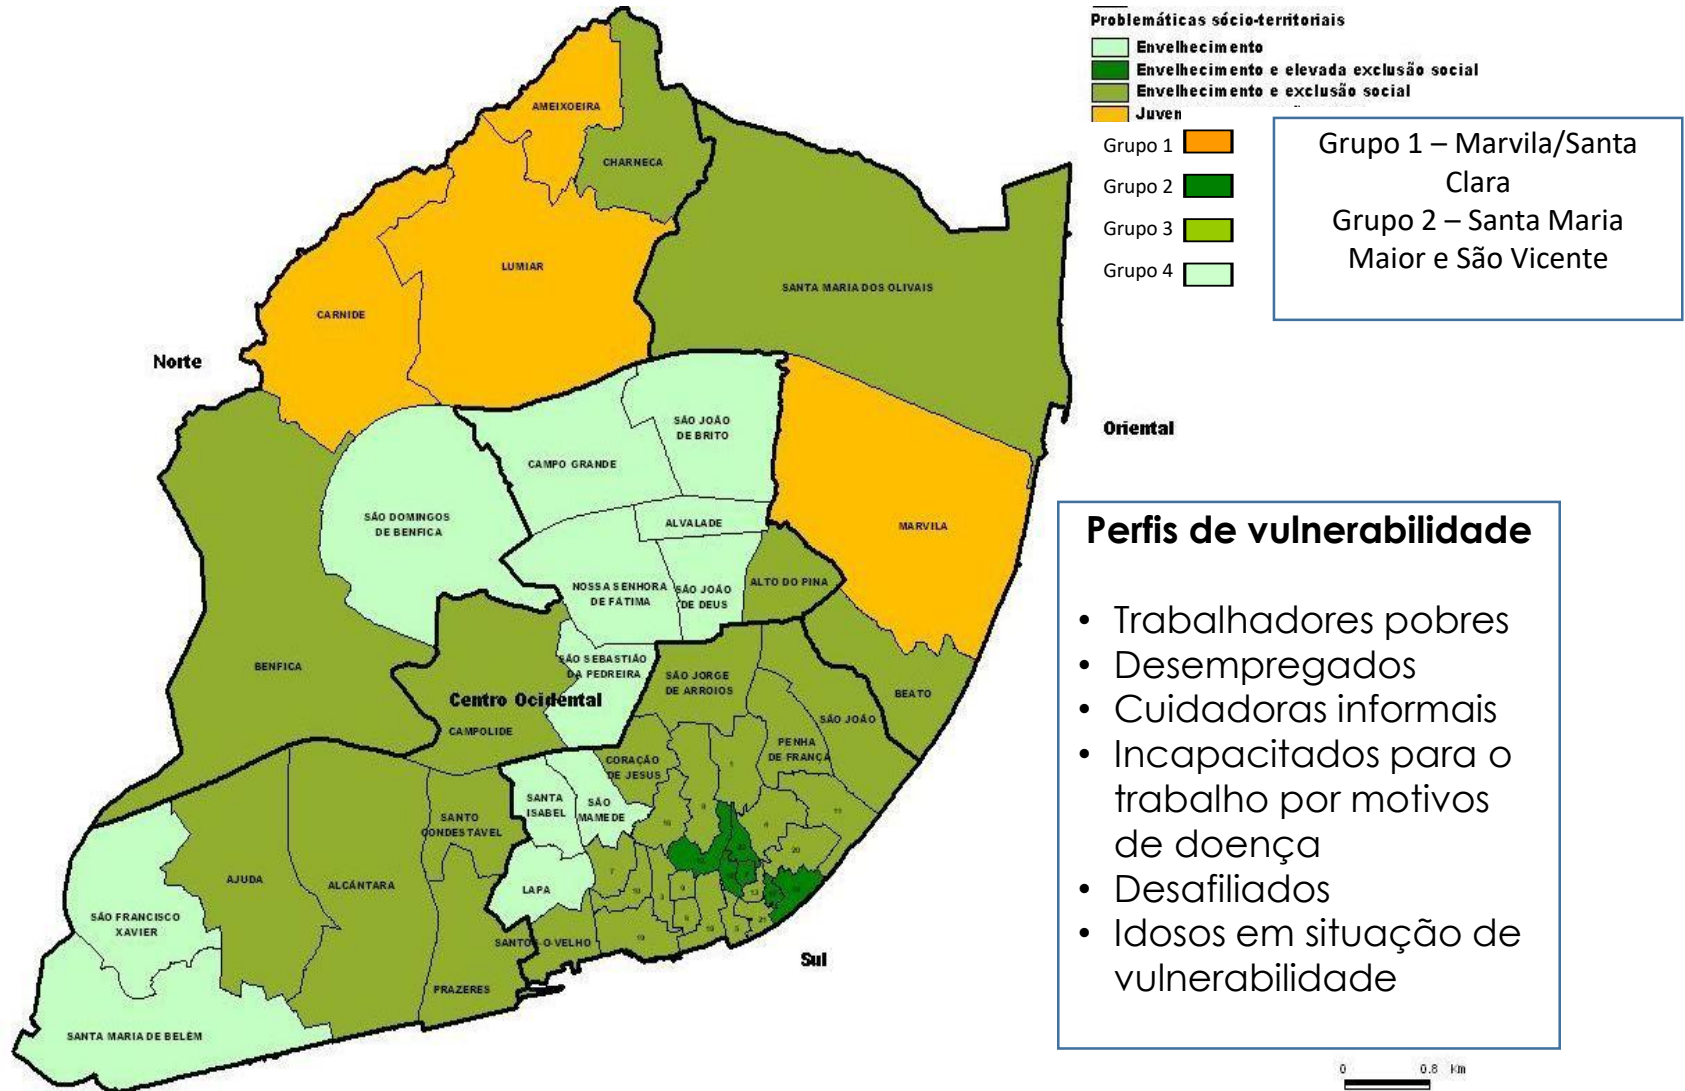 Problemáticas sócio-territoriais
Envelhecimento
Envelhecimento e elevada exclusão social
Envelhecimento e exclusão social
Juven
Grupo 1
Grupo 2
Grupo 3
Grupo 4
Grupo 1 – Marvila/Santa
Clara
Grupo 2 – Santa Maria
Maior e São Vicente
AMEIXOEIRA
CHARNECA
LUMIAR
SANTA MARIA DOS OLIVAIS
CARNIDE
Norte
Oriental
SÃO JOÃO
DE BRITO
CAMPO GRANDE
SÃO DOMINGOS
DE BENFICA
ALVALADE
MARVILA
NOSSA SENHORA
DE FÁTIMA
SÃO JOÃO
DE DEUS
ALTO DO PINA
BENFICA
SÃO SEBASTIÃO
DA PEDREIRA
SÃO JORGE
DE ARROIOS
BEATO
Centro Ocidental
CAMPOLIDE
SÃO JOÃO
PENHA
DE FRANÇA
CORAÇÃO
DE JESUS
SANTA
ISABEL
SÃO
MAMEDE
SANTO
CONDESTÁVEL
AJUDA
ALCÂNTARA
LAPA
SÃO FRANCISCO
XAVIER
SANTOS-O-VELHO
Sul
PRAZERES
SANTA MARIA DE BELÉM
Perfis de vulnerabilidade
• Trabalhadores pobres
• Desempregados
• Cuidadoras informais
• Incapacitados para o
trabalho por motivos
de doença
• Desafiliados
• Idosos em situação de
vulnerabilidade
0 0.8 Km